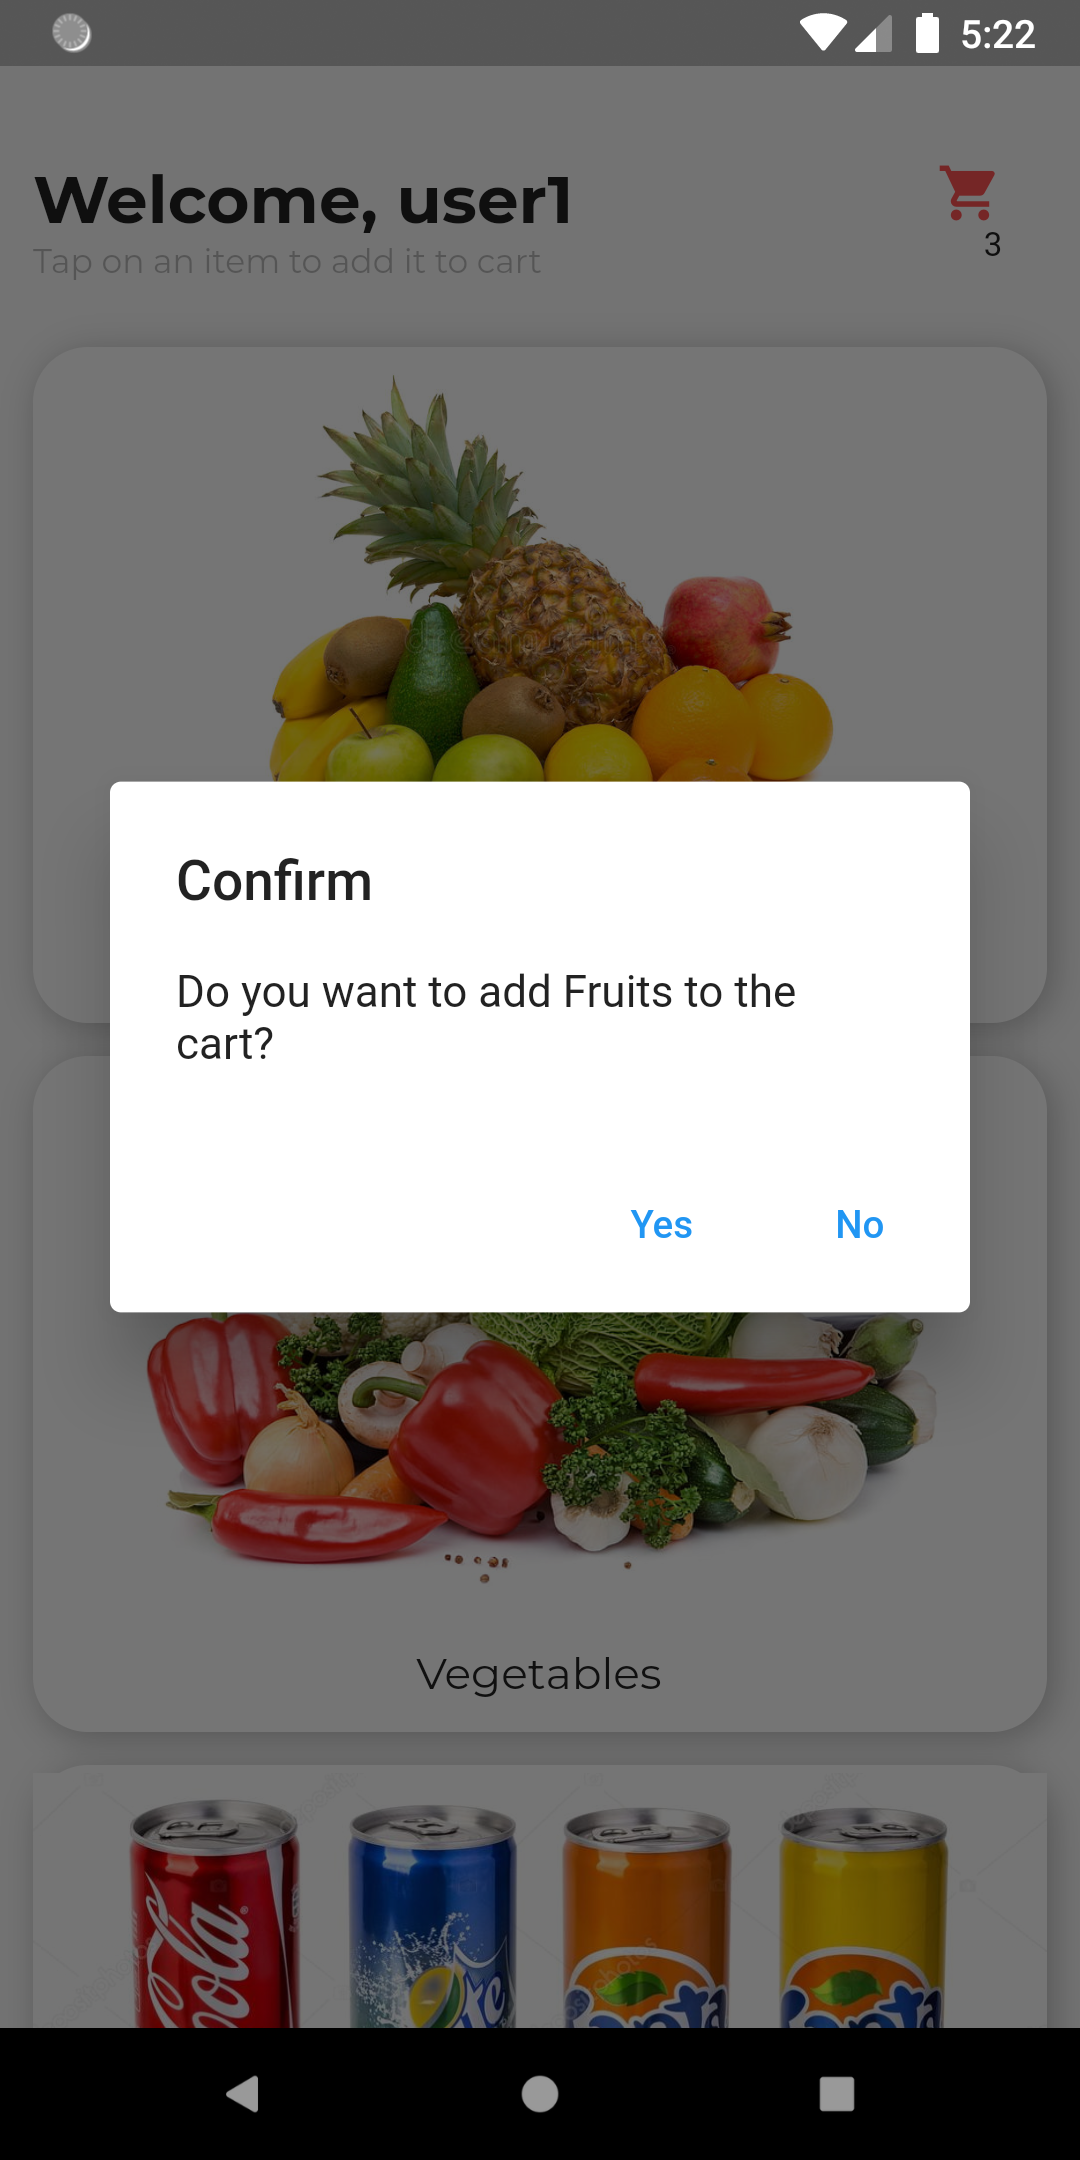 5:22
Welcome, user1
Tap on an item to add it to cart
3
Confirm
Do you want to add Fruits to the
cart?
Yes
No
Vegetables